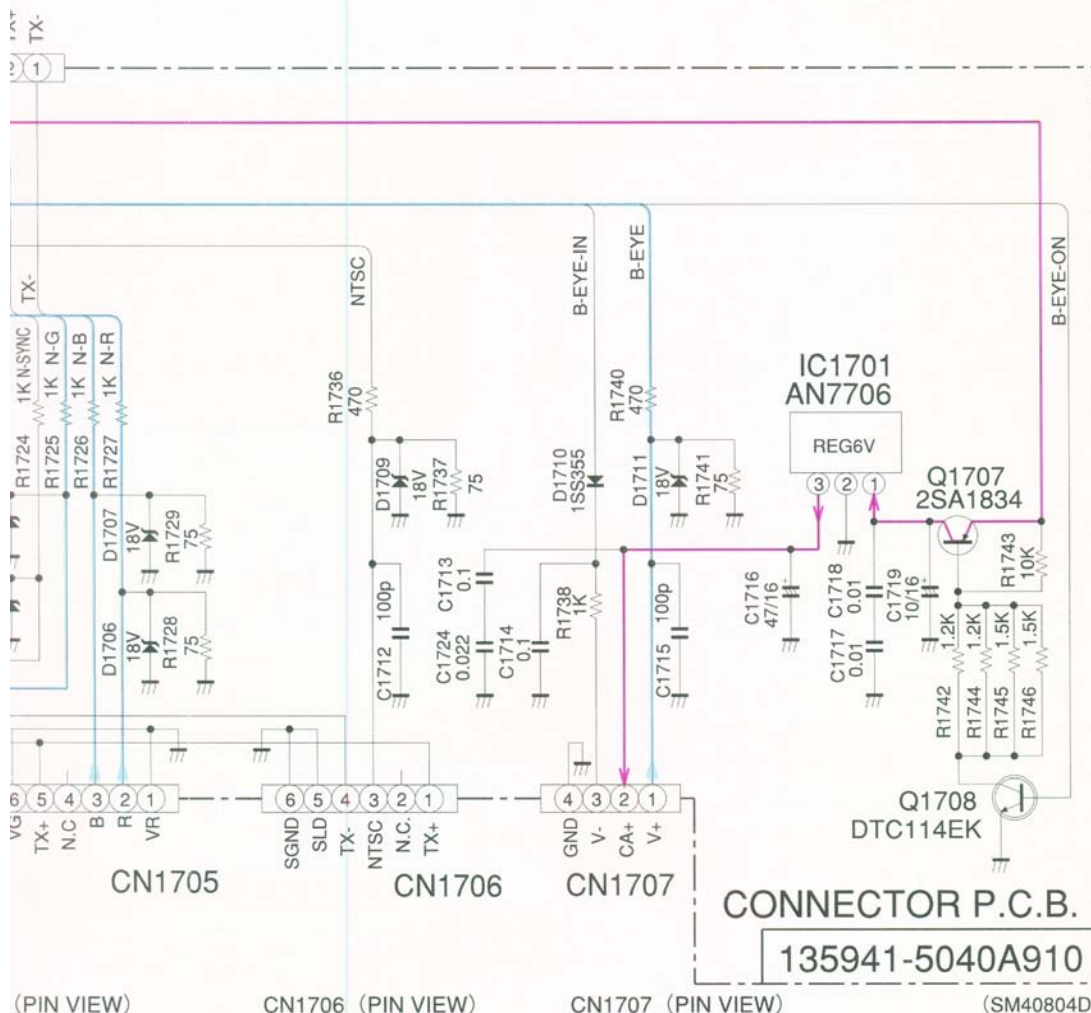 TX+
TX-
2
1
TX-
1K N-SYNC
R1724
1K N-G
R1725
1K N-B
R1726
1K N-R
R1727
NTSC
R1736
470
B-EYE-IN
B-EYE
R1740
470
B-EYE-ON
IC1701
AN7706
REG6V
3
2
1
Q1707
2SA1834
D1709
18V
R1737
75
D1710
1SS355
D1711
18V
R1741
75
D1707
18V
R1729
75
D1706
18V
R1728
75
100p
C1712
C1713
0.1
C1724
0.022
C1714
0.1
R1738
1K
100p
C1715
C1716
47/16
C1718
0.01
C1717
0.01
C1719
10/16
R1743
10K
1.2K
1.2K
1.5K
1.5K
R1742
R1744
R1745
R1746
6
5
4
3
2
1
VG
TX+
N.C
B
R
VR
CN1705
6
5
4
3
2
1
SGND
SLD
TX-
NTSC
N.C.
TX+
CN1706
4
3
2
1
GND
V-
CA+
V+
CN1707
Q1708
DTC114EK
CONNECTOR P.C.B.
135941-5040A910
(PIN VIEW)
CN1706 (PIN VIEW)
CN1707 (PIN VIEW)
(SM40804D